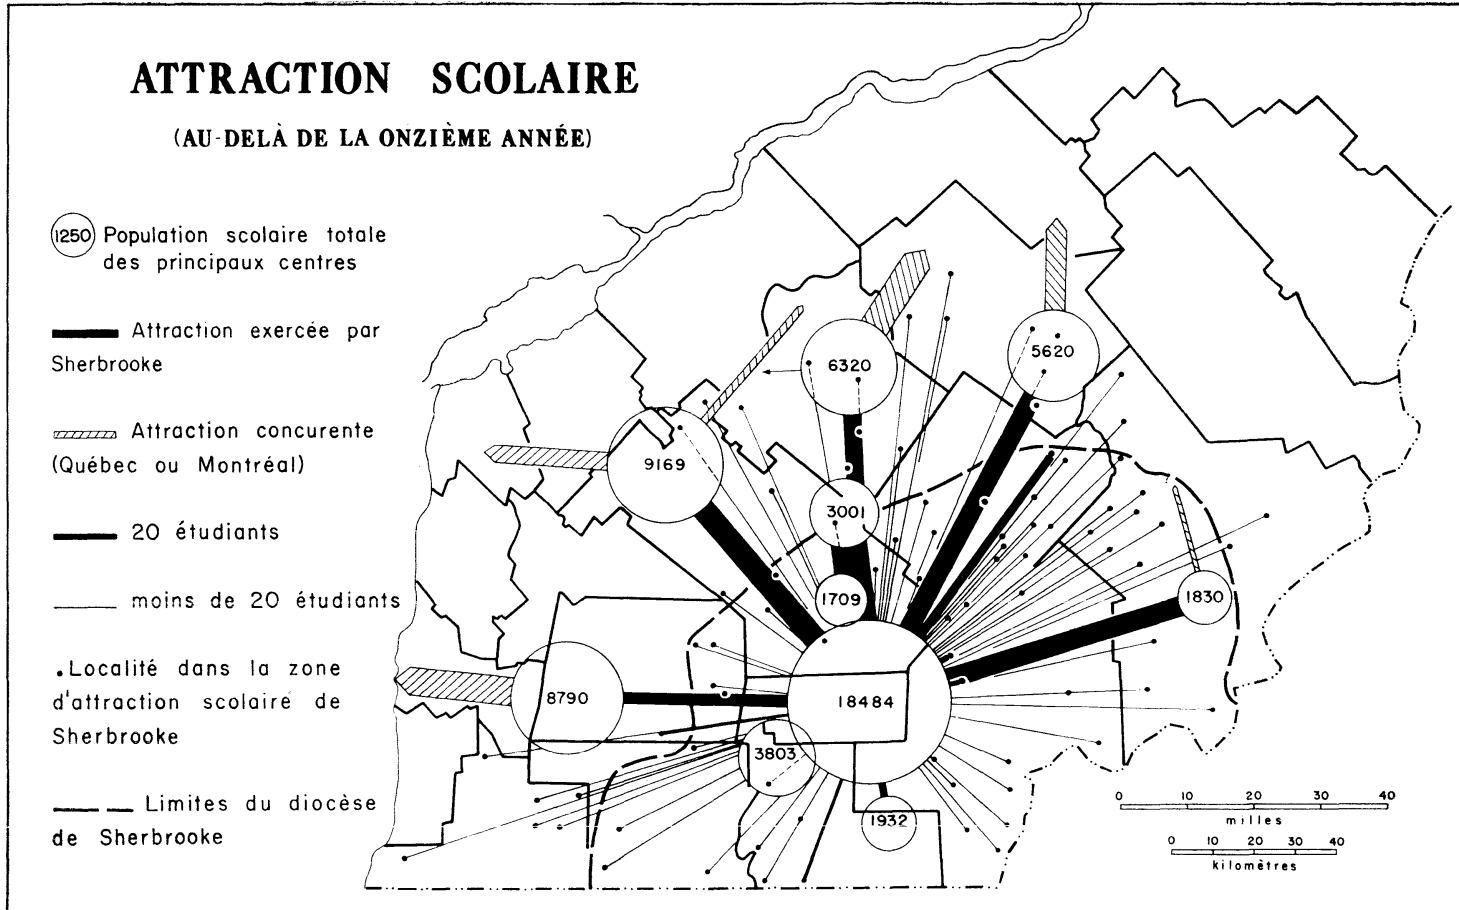 ATTRACTION SCOLAIRE
(AU-DELÀ DE LA ONZIÈME ANNÉE)
1250 Population scolaire totale
des principaux centres
Attraction exercée par
Sherbrooke
Attraction concurente
(Québec ou Montréal)
20 étudiants
moins de 20 étudiants
Localité dans la zone
d'attraction scolaire de
Sherbrooke
Limites du diocèse
de Sherbrooke
5620
6320
9169
3001
1709
1830
8790
18484
3803
1932
0 10 20 30 40
milles
0 10 20 30 40
kilomètres